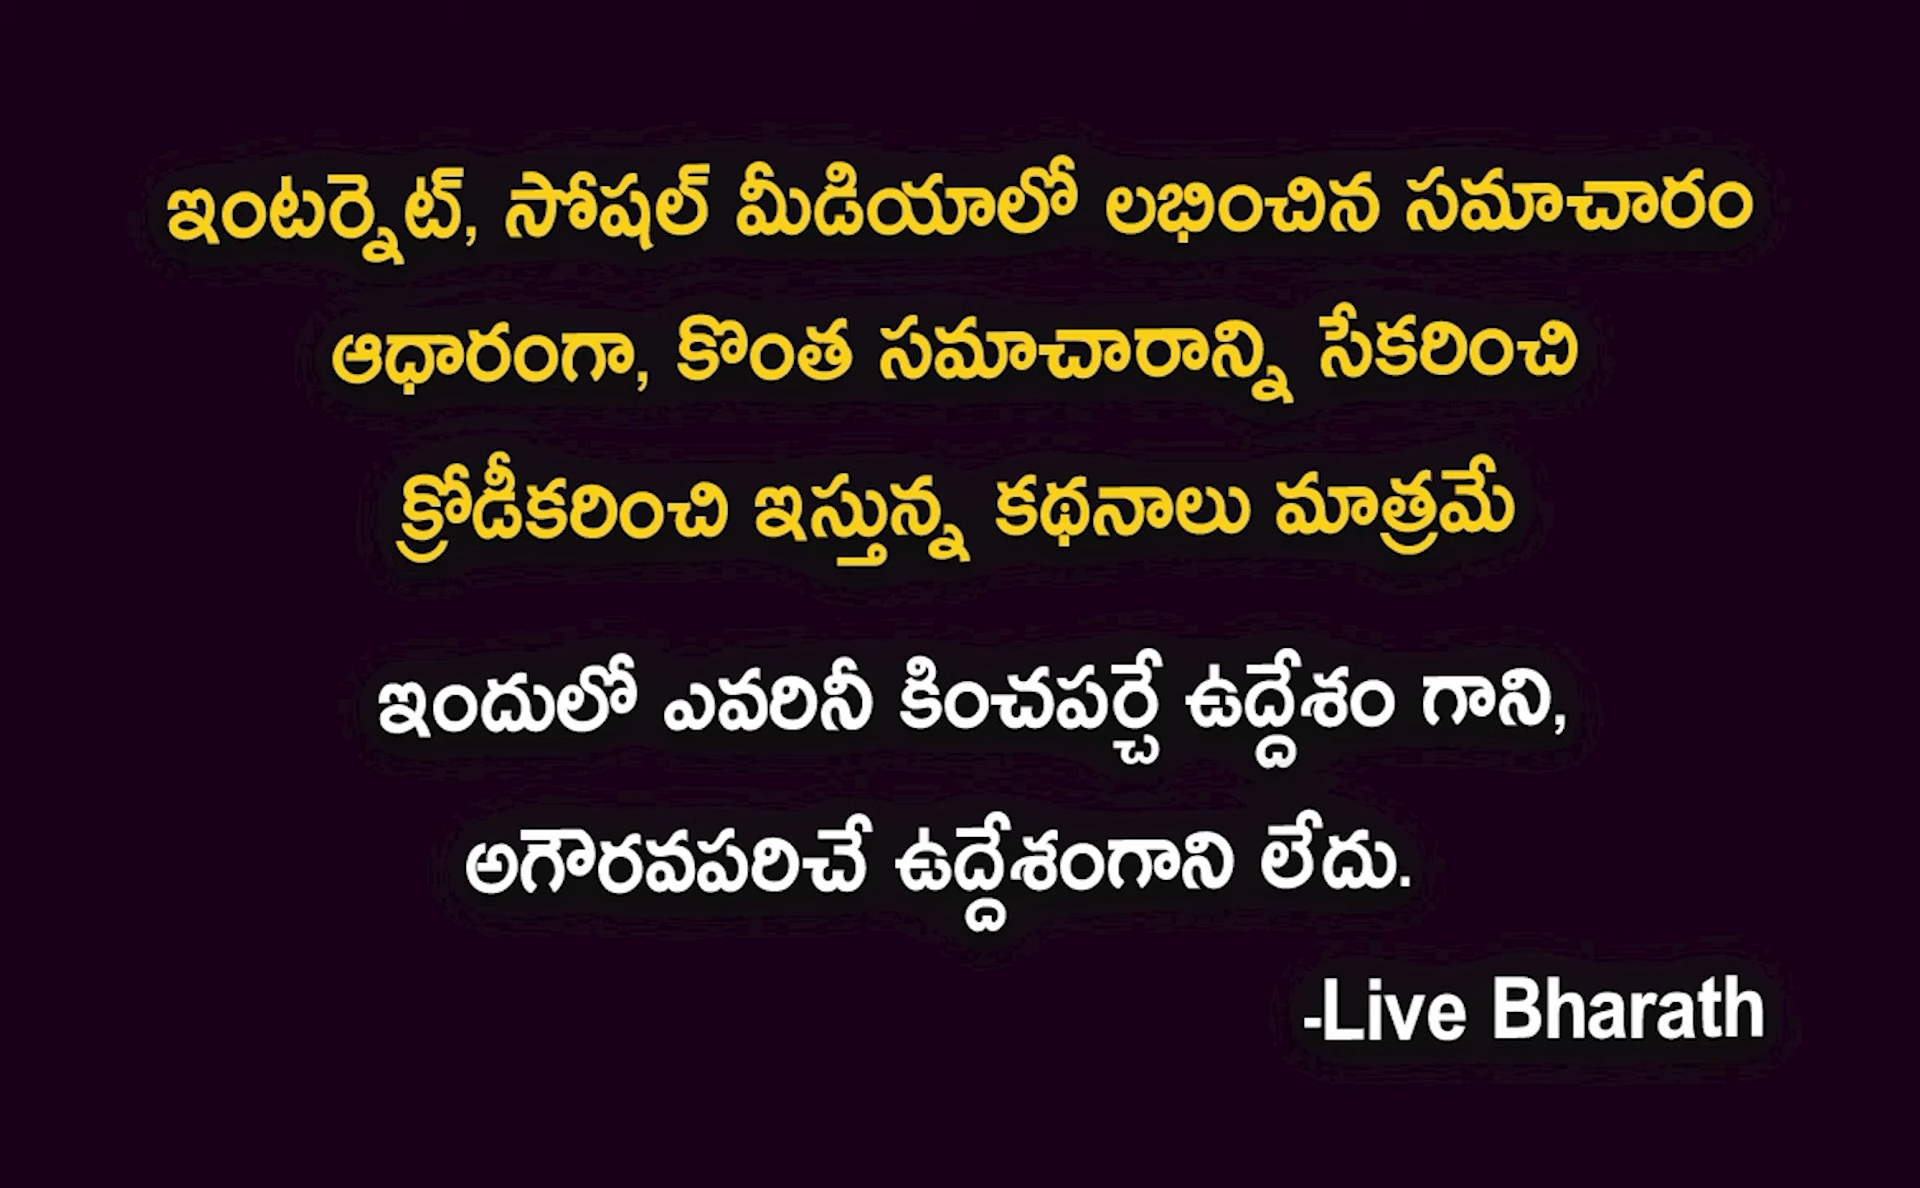 ఇంటర్నెట్, సోషల్ మీడియాలో లభించిన సమాచారం
ఆధారంగా, కొంత సమాచారాన్ని సేకరించి
క్రోడీకరించి ఇస్తున్న కథనాలు మాత్రమే
ఇందులో ఎవరినీ కించపర్చే ఉద్దేశం గాని,
అగౌరవపరిచే ఉద్దేశంగాని లేదు.
-Live Bharath